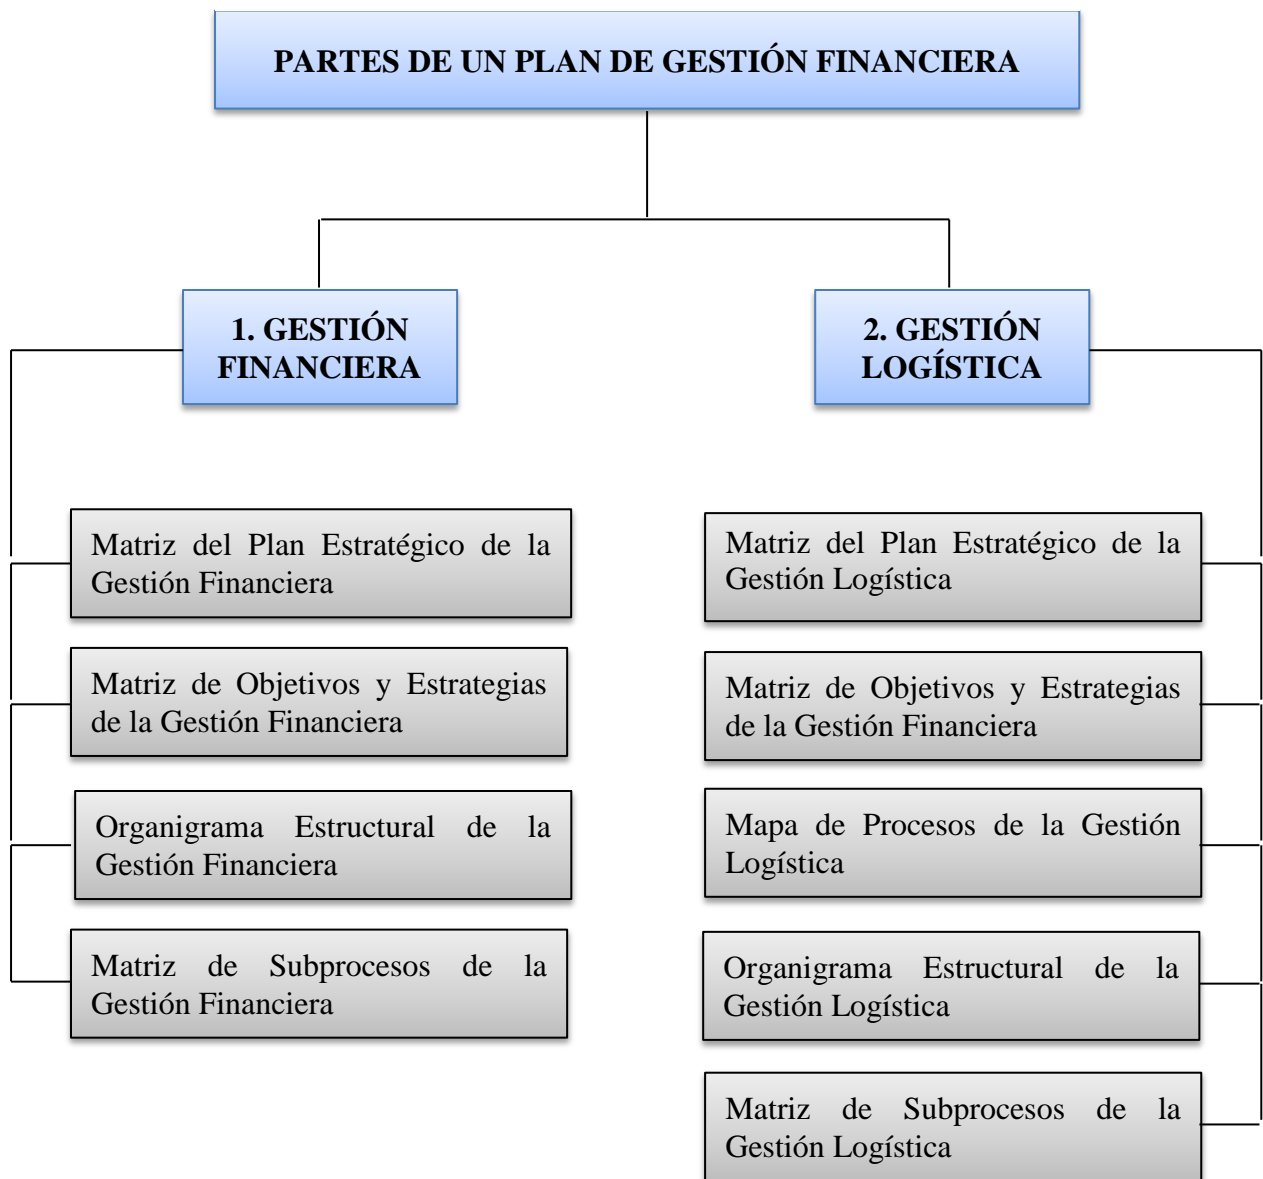 PARTES DE UN PLAN DE GESTIÓN FINANCIERA
1. GESTIÓN
FINANCIERA
2. GESTIÓN
LOGÍSTICA
Matriz del Plan Estratégico de la
Gestión Financiera
Matriz de Objetivos y Estrategias
de la Gestión Financiera
Organigrama Estructural de la
Gestión Financiera
Matriz de Subprocesos de la
Gestión Financiera
Matriz del Plan Estratégico de la
Gestión Logística
Matriz de Objetivos y Estrategias
de la Gestión Financiera
Mapa de Procesos de la Gestión
Logística
Organigrama Estructural de la
Gestión Logística
Matriz de Subprocesos de la
Gestión Logística